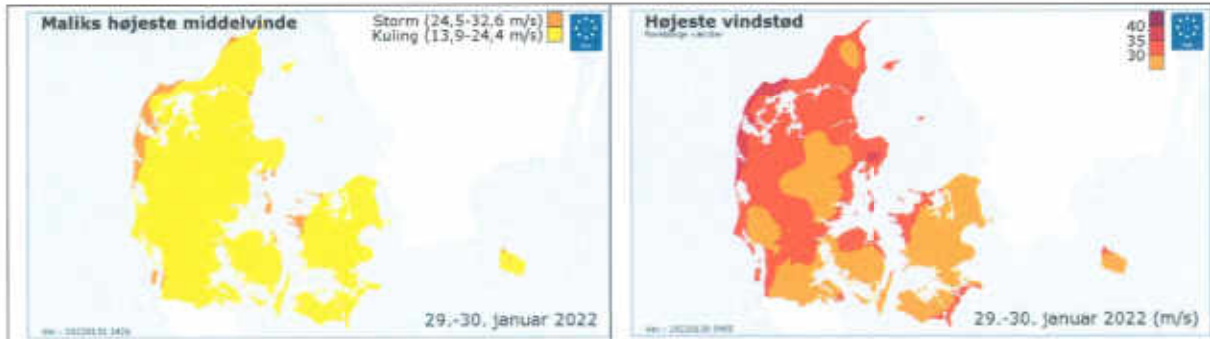 Maliks højeste middelvinde
Storm (24,5-32,6 m/s)
Kuling (13,9-24,4 m/s)
29.-30. januar 2022
Højeste vindstød
40
35
30
29.-30. januar 2022 (m/s)